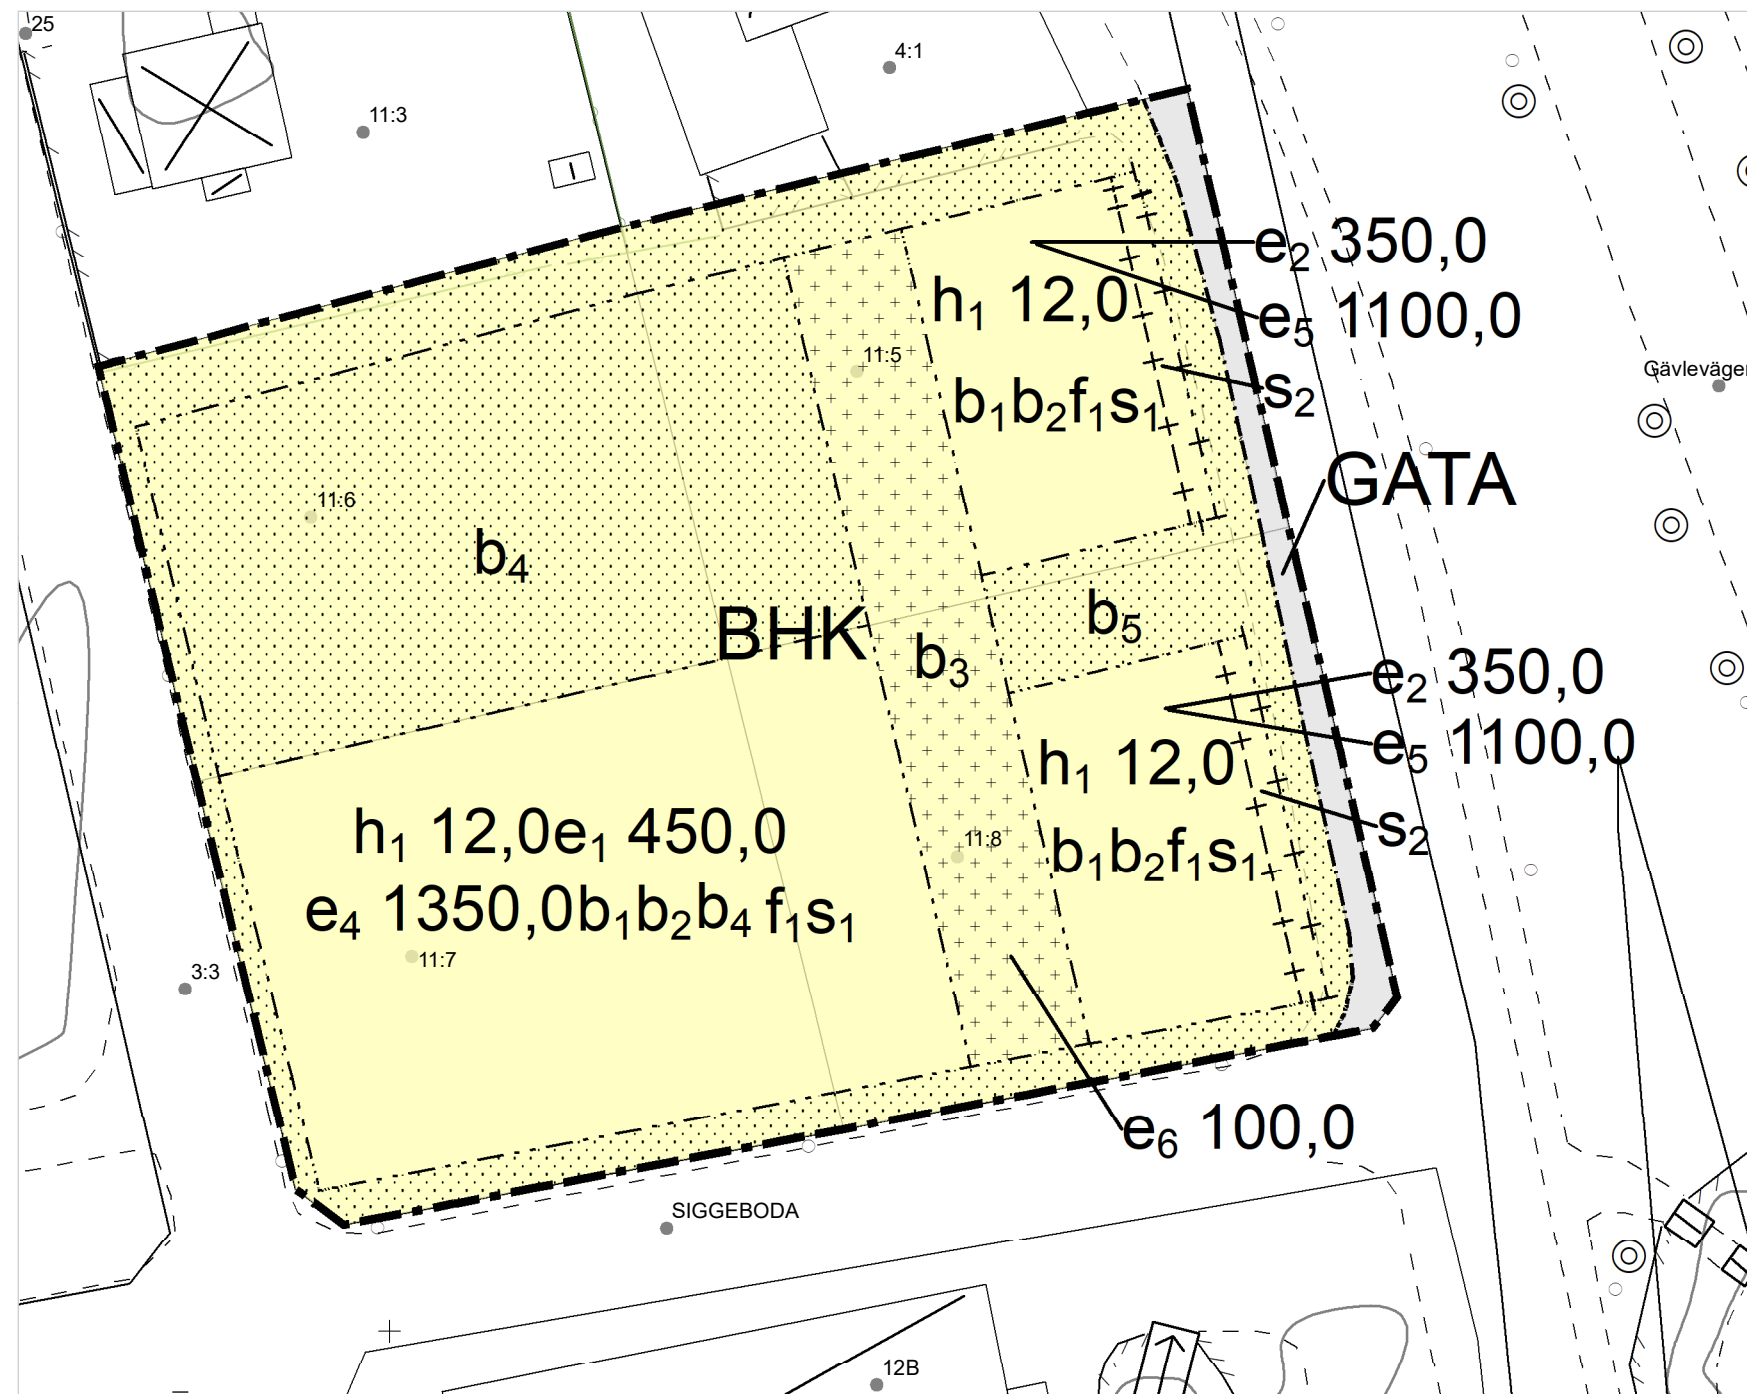 25
11:3
4:1
e₂ 350,0
h₁ 12,0
e₅ 1100,0
11:5
Gävleväge
b₁b₂f₁s₁
s₂
GATA
11:6
b₄
b₅
BHK
b₃
e₂ 350,0
e₅ 1100,0
h₁ 12,0
h₁ 12,0e₁ 450,0
s₂
11:8
b₁b₂f₁s₁
e₄ 1350,0b₁b₂b₄ f₁s₁
11:7
3:3
e₆ 100,0
SIGGEBODA
12B